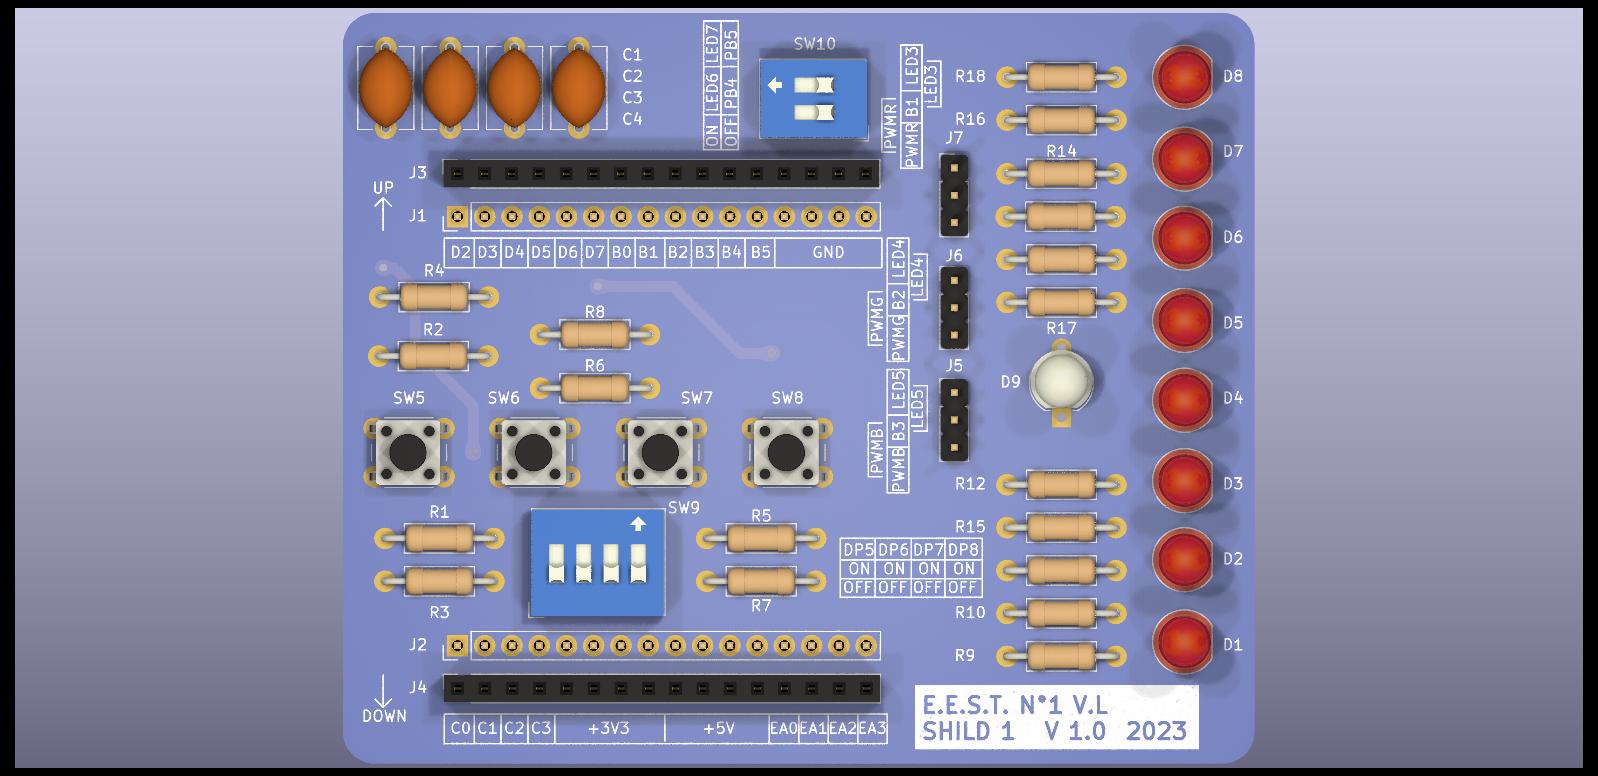 C1
C2
C3
C4
ON LED6 LED7
OFF PB4 PB5
SW10
PWMR
PWMR B1 LED3
LED3
J7
R18
R16
R14
D8
D7
J3
UP
J1
D2 D3 D4 D5 D6 D7 B0 B1 B2 B3 B4 B5 GND
R4
R2
R8
R6
PWMG
PWMG B2 LED4
LED4
J6
R17
D9
D6
D5
D4
SW5 SW6 SW7 SW8
PWMB
PWMB B3 LED5
LED5
J5
R12
R15
R10
R9
D3
D2
D1
R1
R3
SW9
R5
R7
DP5 DP6 DP7 DP8
ON ON ON ON
OFF OFF OFF OFF
J2
J4
DOWN
C0 C1 C2 C3 +3V3 +5V EA0 EA1 EA2 EA3
E.E.S.T. N°1 V.L
SHILD 1 V 1.0 2023